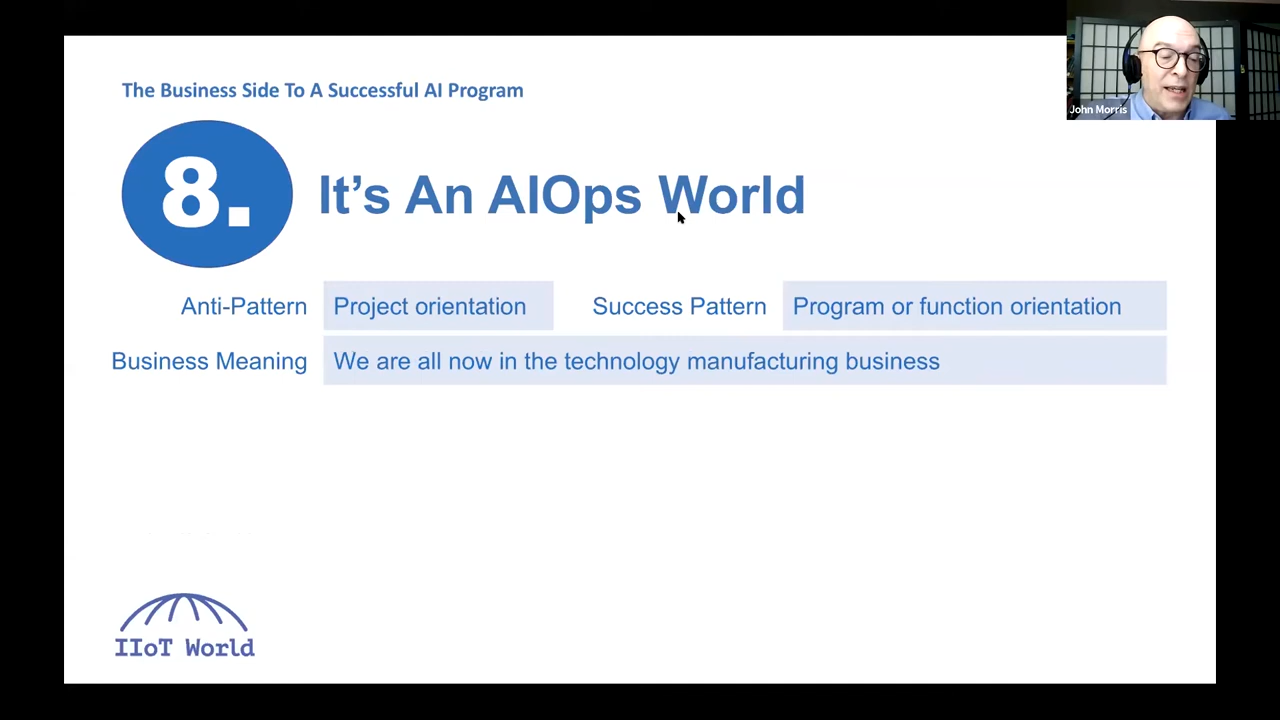 The Business Side To A Successful AI Program
John Morris
8. It's An AIOps World
Anti-Pattern Project orientation Success Pattern Program or function orientation
Business Meaning We are all now in the technology manufacturing business
IIoT World